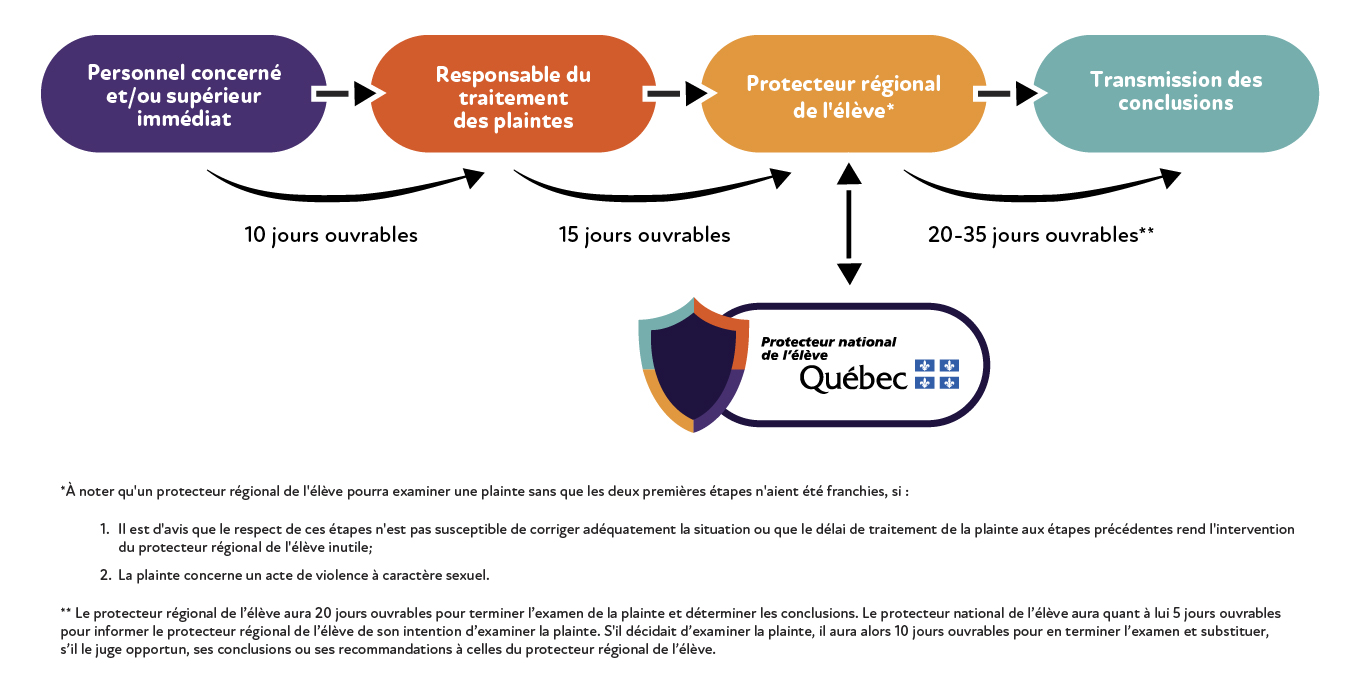 Personnel concerné
et/ou supérieur
immédiat
Responsable du
traitement
des plaintes
Protecteur régional
de l'élève*
Transmission des
conclusions
10 jours ouvrables
15 jours ouvrables
20-35 jours ouvrables**
Protecteur national
de l'élève
Québec
*À noter qu'un protecteur régional de l'élève pourra examiner une plainte sans que les deux premières étapes n'aient été franchies, si :
1. Il est d'avis que le respect de ces étapes n'est pas susceptible de corriger adéquatement la situation ou que le délai de traitement de la plainte aux étapes précédentes rend l'intervention
du protecteur régional de l'élève inutile;
2. La plainte concerne un acte de violence à caractère sexuel.
** Le protecteur régional de l’élève aura 20 jours ouvrables pour terminer l’examen de la plainte et déterminer les conclusions. Le protecteur national de l’élève aura quant à lui 5 jours ouvrables
pour informer le protecteur régional de l’élève de son intention d’examiner la plainte. S'il décidait d’examiner la plainte, il aura alors 10 jours ouvrables pour en terminer l’examen et substituer,
s’il le juge opportun, ses conclusions ou ses recommandations à celles du protecteur régional de l’élève.